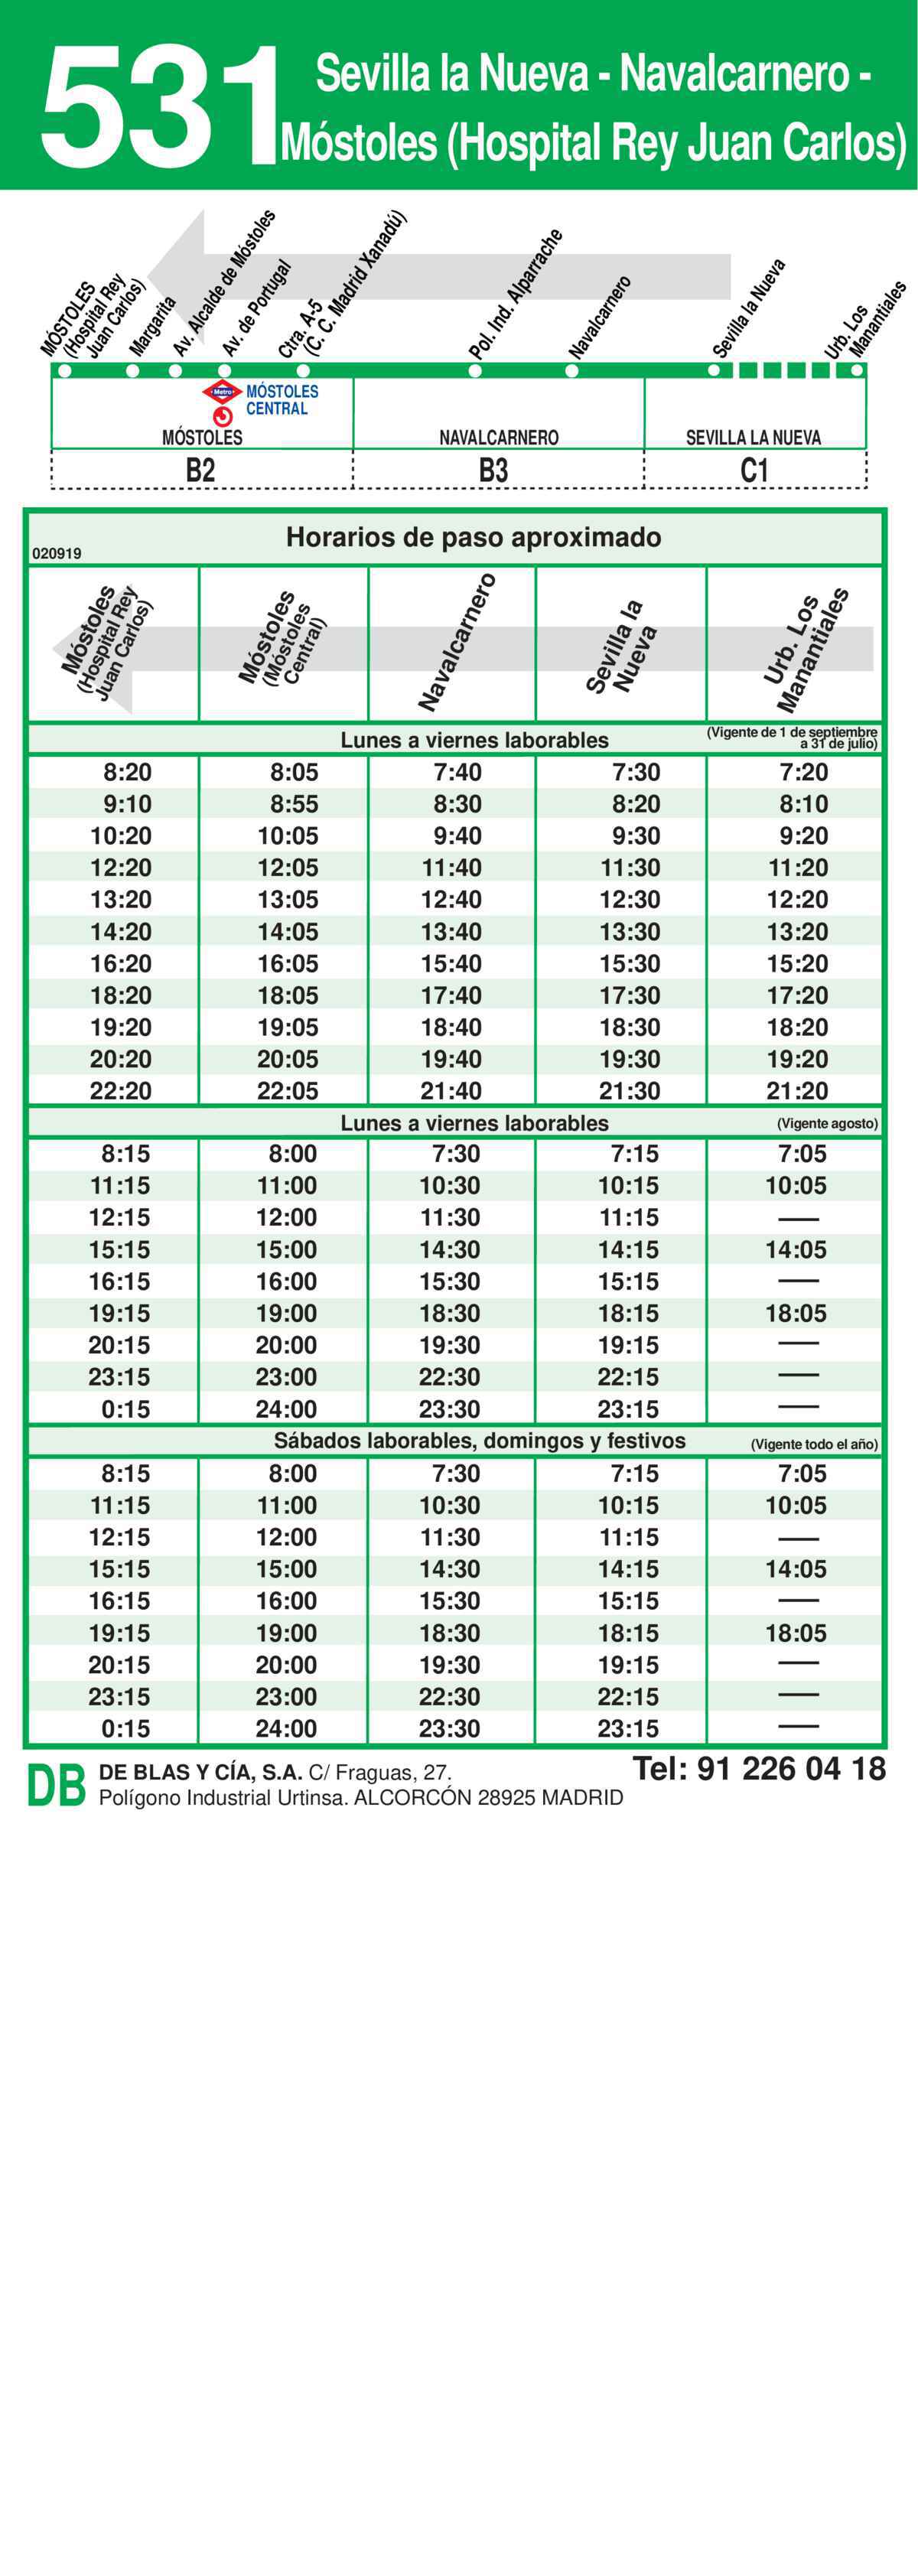 531
Sevilla la Nueva - Navalcarnero -
Móstoles (Hospital Rey Juan Carlos)
MÓSTOLES
(Hospital Rey
Juan Carlos)
Margarita
Av. Alcalde de Móstoles
Av. de Portugal
Ctra. A-5
(C. C. Madrid Xanadú)
Pol. Ind. Alparrache
Navalcarnero
Sevilla la Nueva
Urb. Los
Manantiales
Metro
MÓSTOLES
CENTRAL
MÓSTOLES NAVALCARNERO SEVILLA LA NUEVA
B2 B3 C1
Horarios de paso aproximado
020919
Móstoles
(Hospital Rey
Juan Carlos)
Móstoles
(Móstoles
Central)
Navalcarnero
Sevilla la
Nueva
Urb. Los
Manantiales
Lunes a viernes laborables
(Vigente de 1 de septiembre
a 31 de julio)
8:20 8:05 7:40 7:30 7:20
9:10 8:55 8:30 8:20 8:10
10:20 10:05 9:40 9:30 9:20
12:20 12:05 11:40 11:30 11:20
13:20 13:05 12:40 12:30 12:20
14:20 14:05 13:40 13:30 13:20
16:20 16:05 15:40 15:30 15:20
18:20 18:05 17:40 17:30 17:20
19:20 19:05 18:40 18:30 18:20
20:20 20:05 19:40 19:30 19:20
22:20 22:05 21:40 21:30 21:20
Lunes a viernes laborables (Vigente agosto)
8:15 8:00 7:30 7:15 7:05
11:15 11:00 10:30 10:15 10:05
12:15 12:00 11:30 11:15 —
15:15 15:00 14:30 14:15 14:05
16:15 16:00 15:30 15:15 —
19:15 19:00 18:30 18:15 18:05
20:15 20:00 19:30 19:15 —
23:15 23:00 22:30 22:15 —
0:15 24:00 23:30 23:15 —
Sábados laborables, domingos y festivos (Vigente todo el año)
8:15 8:00 7:30 7:15 7:05
11:15 11:00 10:30 10:15 10:05
12:15 12:00 11:30 11:15 —
15:15 15:00 14:30 14:15 14:05
16:15 16:00 15:30 15:15 —
19:15 19:00 18:30 18:15 18:05
20:15 20:00 19:30 19:15 —
23:15 23:00 22:30 22:15 —
0:15 24:00 23:30 23:15 —
DB
DE BLAS Y CÍA, S.A. C/ Fraguas, 27.
Polígono Industrial Urtinsa. ALCORCÓN 28925 MADRID
Tel: 91 226 04 18